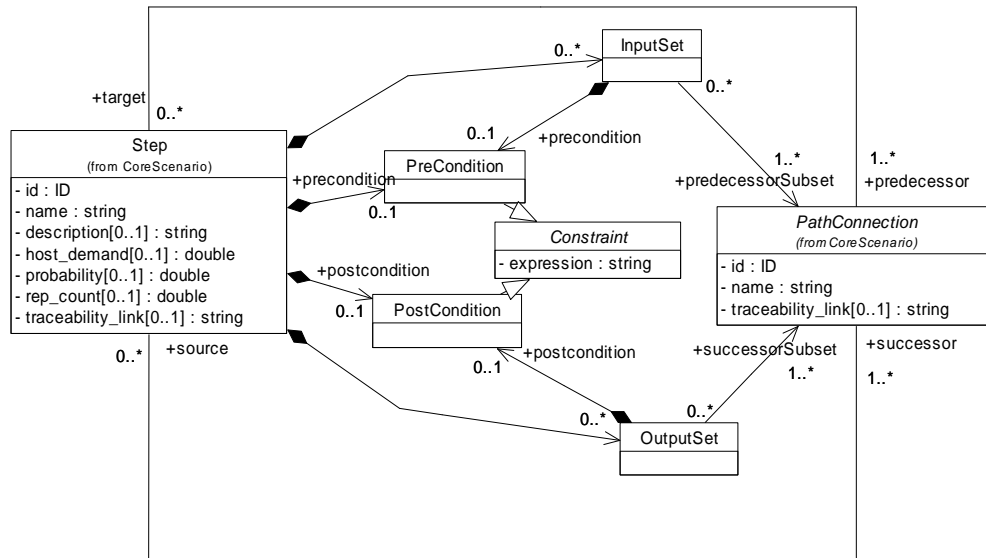 InputSet
0..*
0..*
+target
0..*
Step
(from CoreScenario)
- id : ID
- name : string
- description[0..1] : string
- host_demand[0..1] : double
- probability[0..1] : double
- rep_count[0..1] : double
- traceability_link[0..1] : string
0..1
+precondition
PreCondition
+precondition
0..1
1..*
+predecessorSubset
1..*
+predecessor
Constraint
- expression : string
PathConnection
(from CoreScenario)
- id : ID
- name : string
- traceability_link[0..1] : string
+postcondition
0..1
PostCondition
0..*
+source
0..1
+postcondition
+successorSubset
1..*
+successor
1..*
0..*
0..*
OutputSet